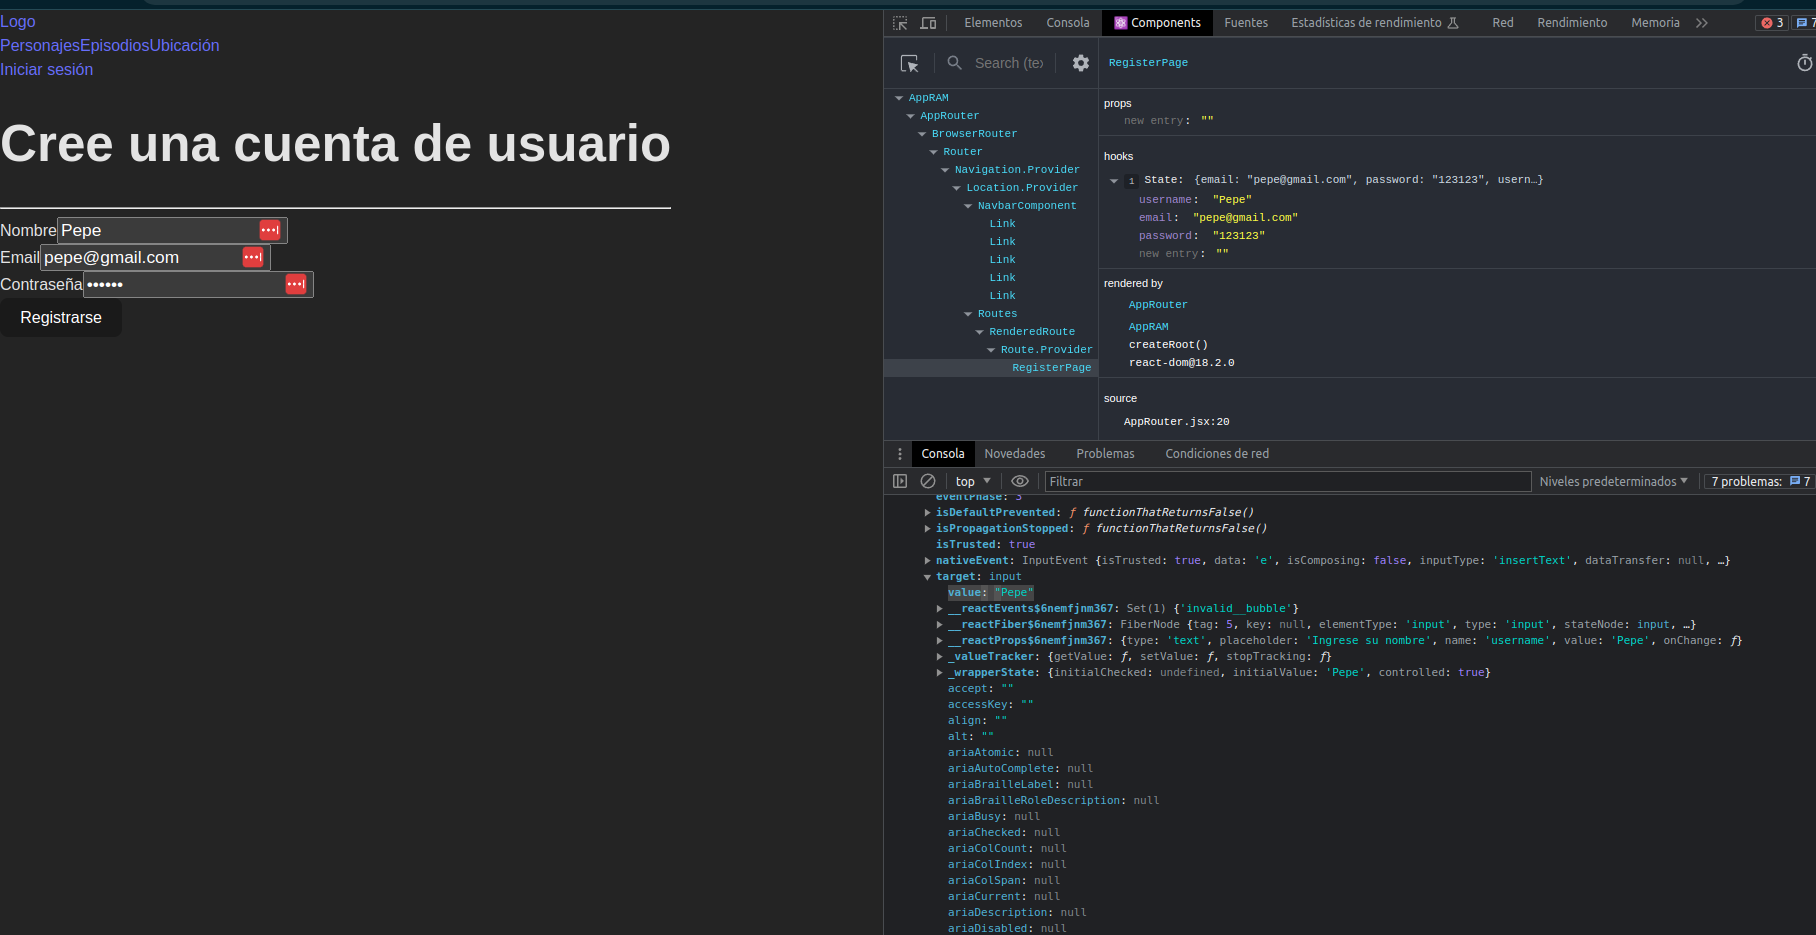 Logo
PersonajesEpisodiosUbicación
Iniciar sesión
Cree una cuenta de usuario
Nombre Pepe
Email pepe@gmail.com
Contraseña ••••••
Registrarse
Elementos Consola Components Fuentes Estadísticas de rendimiento Red Rendimiento Memoria 3 7
Search (te
RegisterPage
AppRAM
AppRouter
BrowserRouter
Router
Navigation.Provider
Location.Provider
NavbarComponent
Link
Link
Link
Link
Link
Routes
RenderedRoute
Route.Provider
RegisterPage
props
new entry: ""
hooks
1 State: {email: "pepe@gmail.com", password: "123123", usern…}
username: "Pepe"
email: "pepe@gmail.com"
password: "123123"
new entry: ""
rendered by
AppRouter
AppRAM
createRoot()
react-dom@18.2.0
source
AppRouter.jsx:20
Consola Novedades Problemas Condiciones de red
top Filtrar Niveles predeterminados 7 problemas: 7
eventPhase: 3
isDefaultPrevented: ƒ functionThatReturnsFalse()
isPropagationStopped: ƒ functionThatReturnsFalse()
isTrusted: true
nativeEvent: InputEvent {isTrusted: true, data: 'e', isComposing: false, inputType: 'insertText', dataTransfer: null, …}
target: input
value: "Pepe"
__reactEvents$6nemfjnm367: Set(1) {'invalid__bubble'}
__reactFiber$6nemfjnm367: FiberNode {tag: 5, key: null, elementType: 'input', type: 'input', stateNode: input, …}
__reactProps$6nemfjnm367: {type: 'text', placeholder: 'Ingrese su nombre', name: 'username', value: 'Pepe', onChange: ƒ}
_valueTracker: {getValue: ƒ, setValue: ƒ, stopTracking: ƒ}
_wrapperState: {initialChecked: undefined, initialValue: 'Pepe', controlled: true}
accept: ""
accessKey: ""
align: ""
alt: ""
ariaAtomic: null
ariaAutoComplete: null
ariaBrailleLabel: null
ariaBrailleRoleDescription: null
ariaBusy: null
ariaChecked: null
ariaColCount: null
ariaColIndex: null
ariaColSpan: null
ariaCurrent: null
ariaDescription: null
ariaDisabled: null